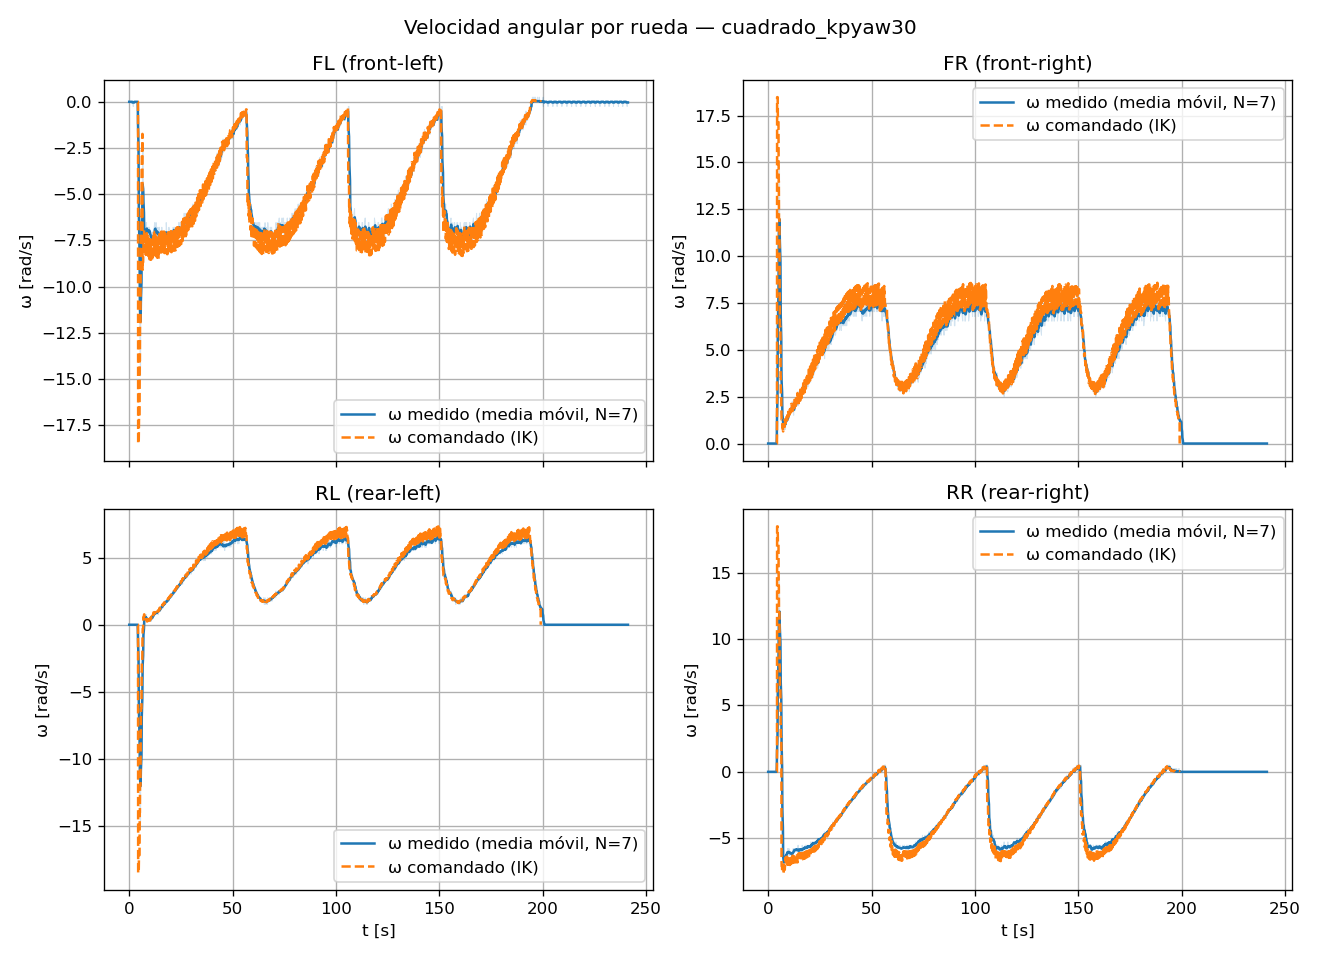 Velocidad angular por rueda — cuadrado_kpyaw30
FL (front-left)
ω [rad/s]
0.0
−2.5
−5.0
−7.5
−10.0
−12.5
−15.0
−17.5
ω medido (media móvil, N=7)
ω comandado (IK)
FR (front-right)
ω [rad/s]
17.5
15.0
12.5
10.0
7.5
5.0
2.5
0.0
ω medido (media móvil, N=7)
ω comandado (IK)
RL (rear-left)
ω [rad/s]
5
0
−5
−10
−15
ω medido (media móvil, N=7)
ω comandado (IK)
0 50 100 150 200 250
t [s]
RR (rear-right)
ω [rad/s]
15
10
5
0
−5
ω medido (media móvil, N=7)
ω comandado (IK)
0 50 100 150 200 250
t [s]